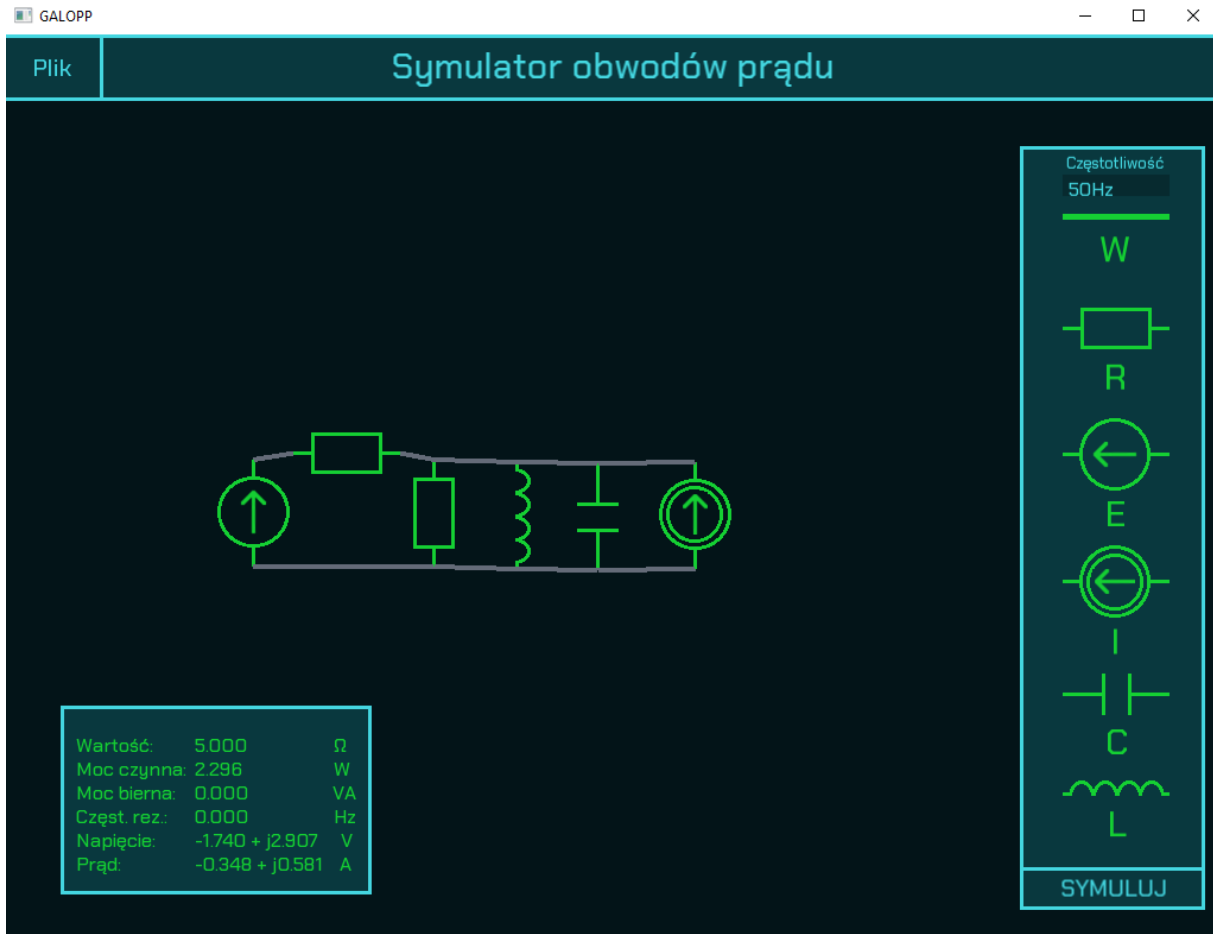 GALOPP
Plik
Symulator obwodów prądu
Częstotliwość
50Hz
W
R
E
I
C
L
SYMULUJ
Wartość: 5.000 Ω
Moc czynna: 2.296 W
Moc bierna: 0.000 VA
Częst. rez.: 0.000 Hz
Napięcie: -1.740 + j2.907 V
Prąd: -0.348 + j0.581 A